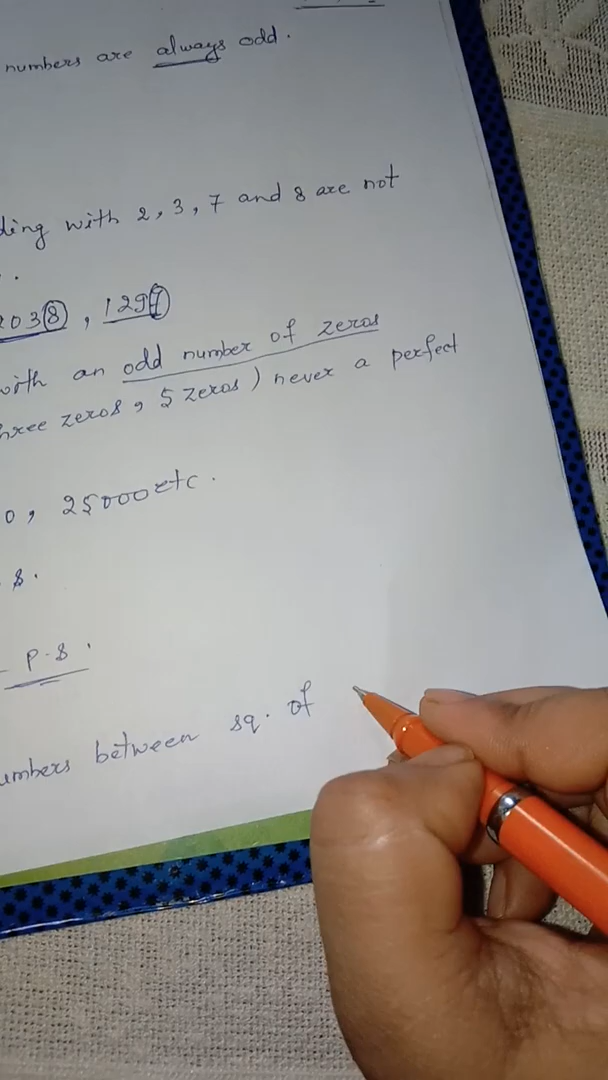 numbers are always odd.
ding with 2, 3, 7 and 8 are not
.
2038, 1297
with an odd number of zeros
three zeros, 5 zeros) never a perfect
0, 25000 etc.
s.
- P.S.
umbers between sq. of